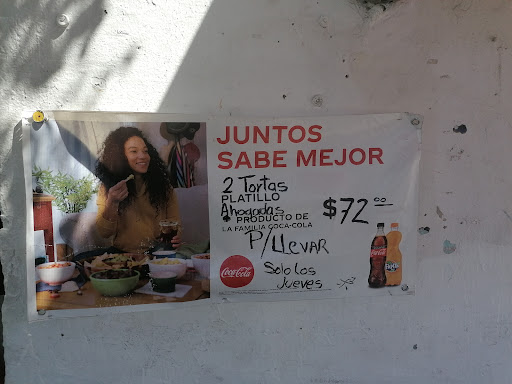 JUNTOS
SABE MEJOR
2 Tortas
PLATILLO
Ahogadas
PRODUCTO DE
LA FAMILIA COCA-COLA
$72.00
P/LLevar
Coca-Cola
Solo Los
Jueves